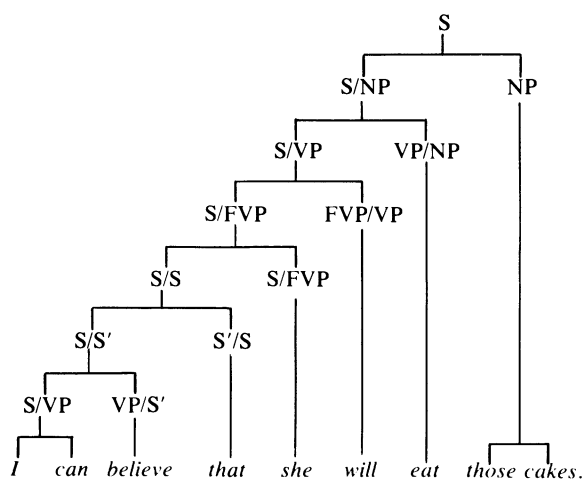 S
S/NP NP
S/VP VP/NP
S/FVP FVP/VP
S/S S/FVP
S/S′ S′/S
S/VP VP/S′
I can believe that she will eat those cakes.